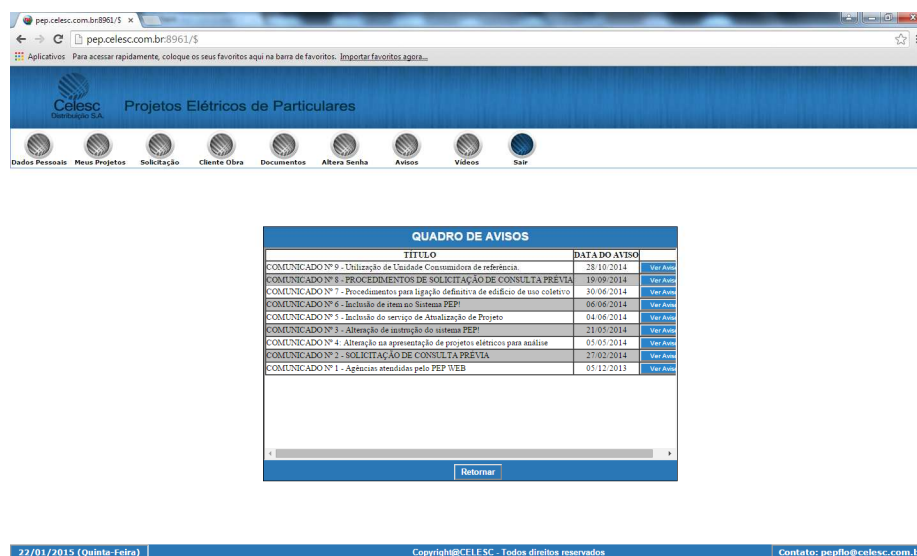 pep.celesc.com.br:8961/$ ×
pep.celesc.com.br:8961/$
Aplicativos Para acessar rapidamente, coloque os seus favoritos aqui na barra de favoritos. Importar favoritos agora...
Celesc
Distribuição S.A.
Projetos Elétricos de Particulares
Dados Pessoais Meus Projetos Solicitação Cliente Obra Documentos Altera Senha Avisos Vídeos Sair
QUADRO DE AVISOS
TÍTULO DATA DO AVISO
COMUNICADO Nº 9 - Utilização de Unidade Consumidora de referência. 28/10/2014 Ver Aviso
COMUNICADO Nº 8 - PROCEDIMENTOS DE SOLICITAÇÃO DE CONSULTA PRÉVIA 19/09/2014 Ver Aviso
COMUNICADO Nº 7 - Procedimentos para ligação definitiva de edifício de uso coletivo 30/06/2014 Ver Aviso
COMUNICADO Nº 6 - Inclusão de item no Sistema PEP! 06/06/2014 Ver Aviso
COMUNICADO Nº 5 - Inclusão do serviço de Atualização de Projeto 04/06/2014 Ver Aviso
COMUNICADO Nº 3 - Alteração de instrução do sistema PEP! 21/05/2014 Ver Aviso
COMUNICADO Nº 4: Alteração na apresentação de projetos elétricos para análise 05/05/2014 Ver Aviso
COMUNICADO Nº 2 - SOLICITAÇÃO DE CONSULTA PRÉVIA 27/02/2014 Ver Aviso
COMUNICADO Nº 1 - Agências atendidas pelo PEP WEB 05/12/2013 Ver Aviso
Retornar
22/01/2015 (Quinta-Feira) Copyright@CELESC - Todos direitos reservados Contato: pepflo@celesc.com.b